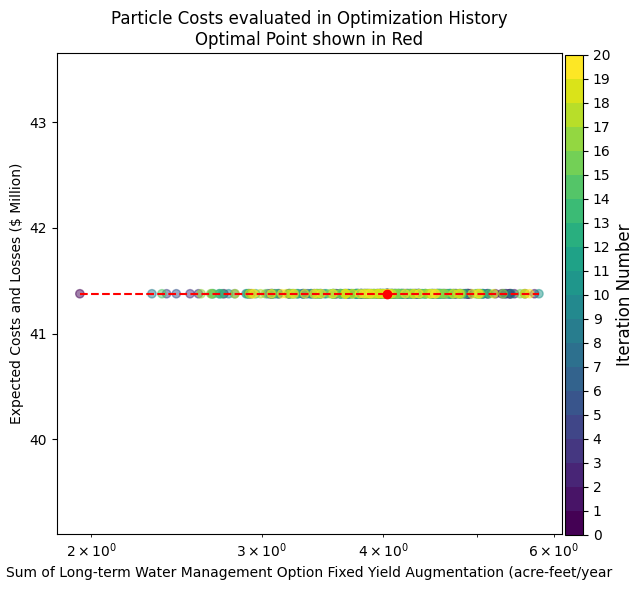 Particle Costs evaluated in Optimization History
Optimal Point shown in Red
Expected Costs and Losses ($ Million)
43
42
41
40
2 × 10⁰
3 × 10⁰
4 × 10⁰
6 × 10⁰
Sum of Long-term Water Management Option Fixed Yield Augmentation (acre-feet/year
20
19
18
17
16
15
14
13
12
11
10
9
8
7
6
5
4
3
2
1
0
Iteration Number